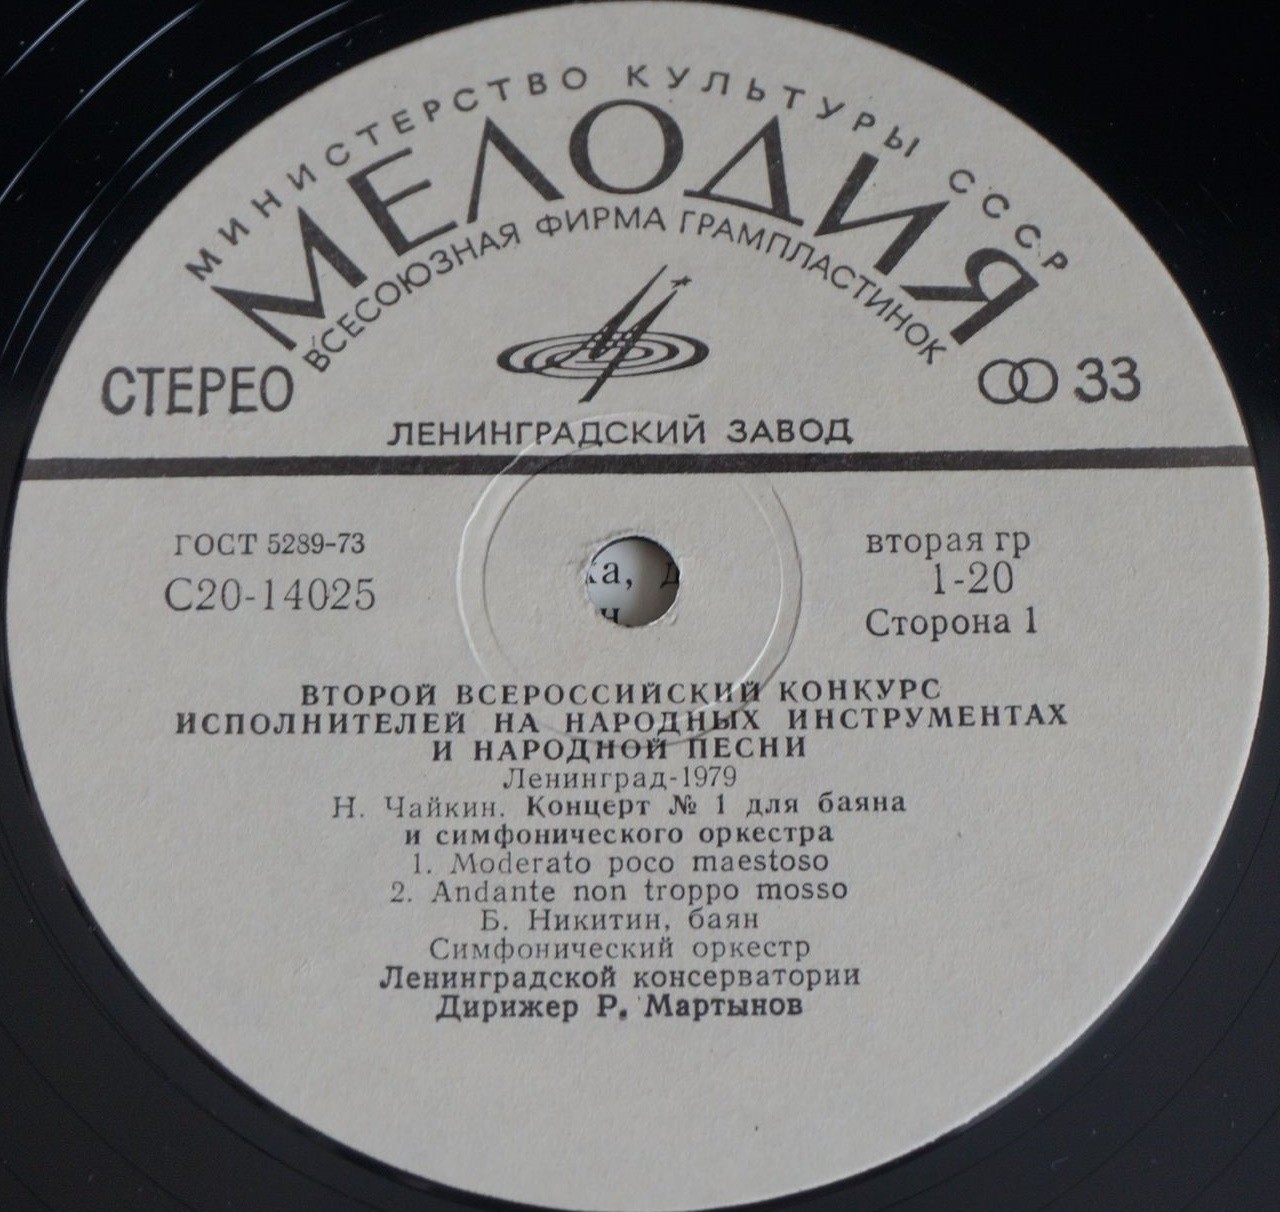 МИНИСТЕРСТВО КУЛЬТУРЫ СССР
МЕЛОДИЯ
ВСЕСОЮЗНАЯ ФИРМА ГРАМПЛАСТИНОК
СТЕРЕО
33
ЛЕНИНГРАДСКИЙ ЗАВОД
ГОСТ 5289-73
С20-14025
вторая гр
1-20
Сторона 1
ка, д
н.
ВТОРОЙ ВСЕРОССИЙСКИЙ КОНКУРС
ИСПОЛНИТЕЛЕЙ НА НАРОДНЫХ ИНСТРУМЕНТАХ
И НАРОДНОЙ ПЕСНИ
Ленинград-1979
Н. Чайкин. Концерт № 1 для баяна
и симфонического оркестра
1. Moderato poco maestoso
2. Andante non troppo mosso
Б. Никитин, баян
Симфонический оркестр
Ленинградской консерватории
Дирижер Р. Мартынов